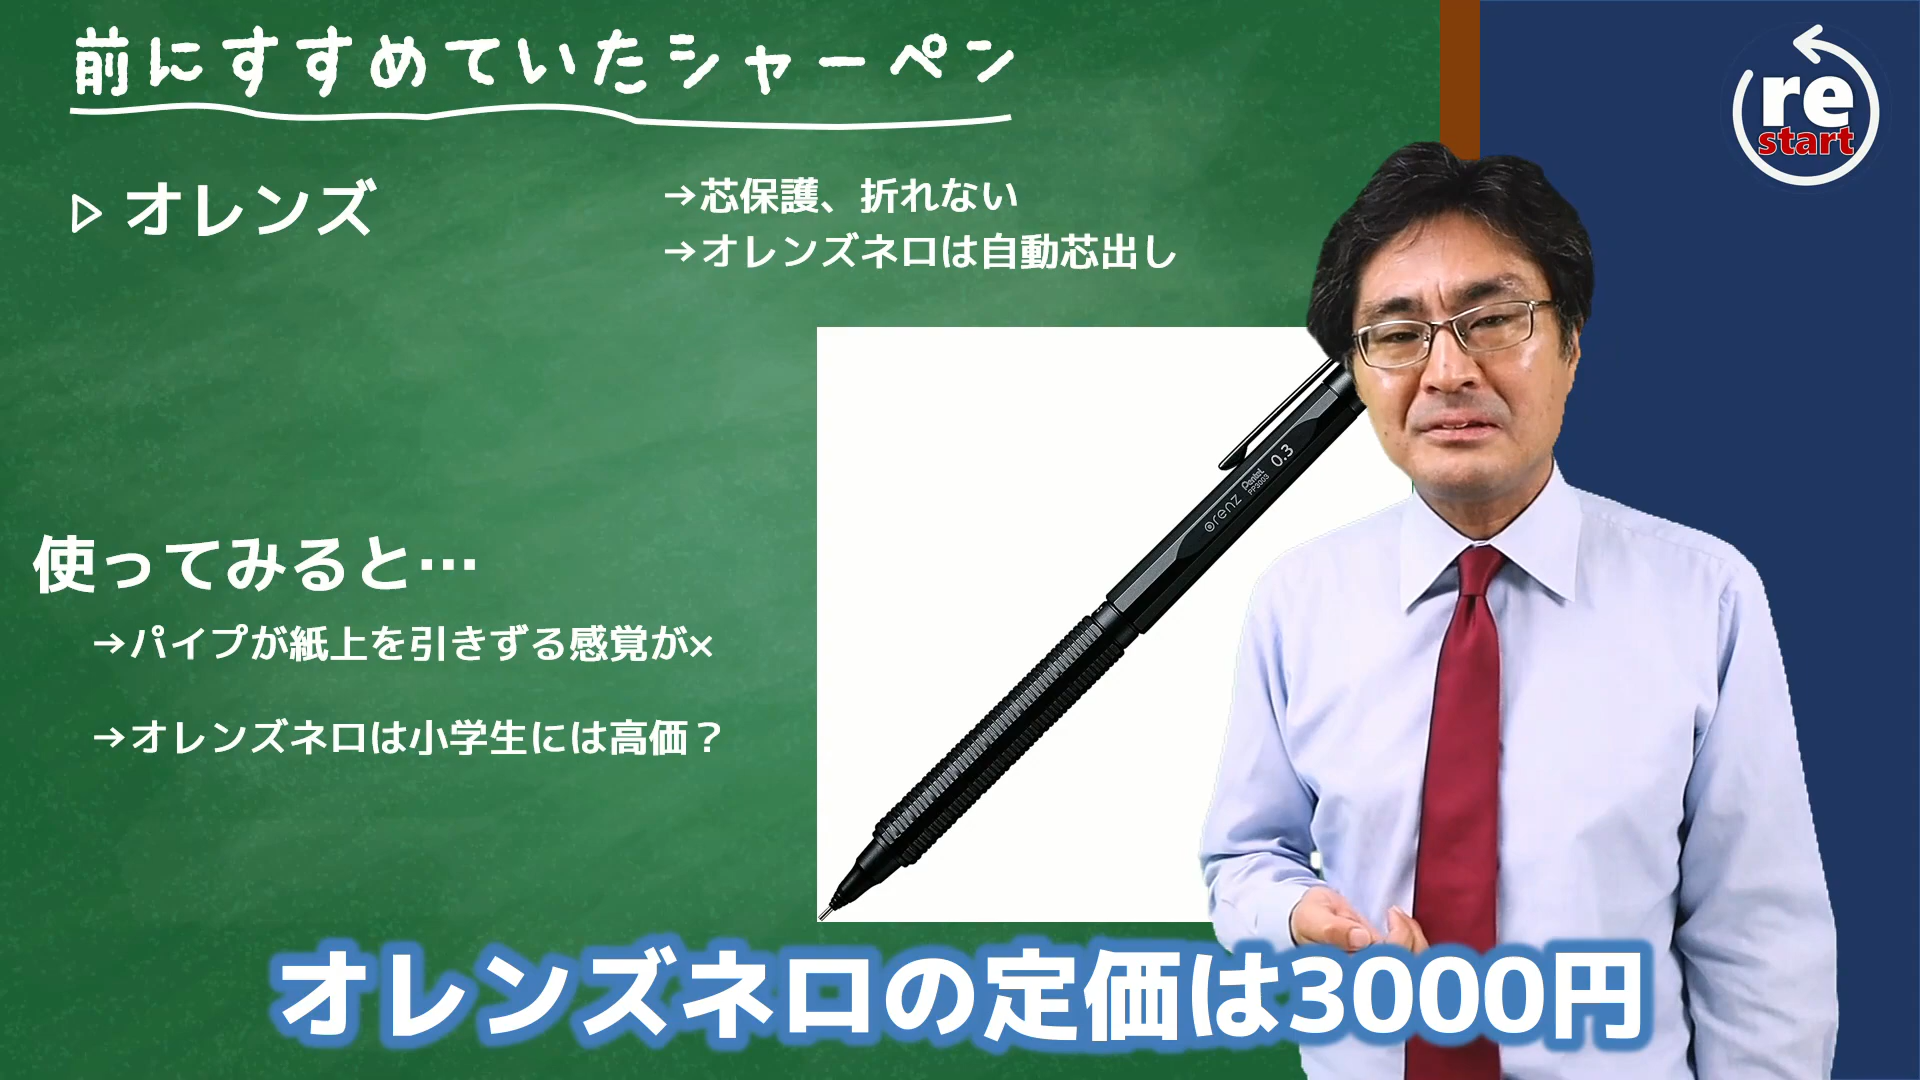 前にすすめていたシャーペン
re
start
▷ オレンズ
→芯保護、折れない
→オレンズネロは自動芯出し
orenz Pentel PP3003 0.3
使ってみると…
→パイプが紙上を引きずる感覚が×
→オレンズネロは小学生には高価？
オレンズネロの定価は3000円